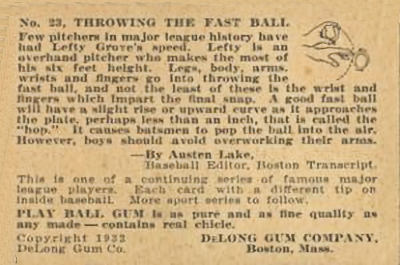 No. 23, THROWING THE FAST BALL
Few pitchers in major league history have
had Lefty Grove's speed. Lefty is an
overhand pitcher who makes the most of
his six feet height. Legs, body, arms,
wrists and fingers go into throwing the
fast ball, and not the least of these is the wrist and
fingers which impart the final snap. A good fast ball
will have a slight rise or upward curve as it approaches
the plate, perhaps less than an inch, that is called the
"hop." It causes batsmen to pop the ball into the air.
However, boys should avoid overworking their arms.
—By Austen Lake,
Baseball Editor, Boston Transcript.
This is one of a continuing series of famous major
league players. Each card with a different tip on
inside baseball. More sport series to follow.
PLAY BALL GUM is as pure and as fine quality as
any made—contains real chicle.
Copyright 1933 DeLONG GUM COMPANY,
DeLong Gum Co. Boston, Mass.